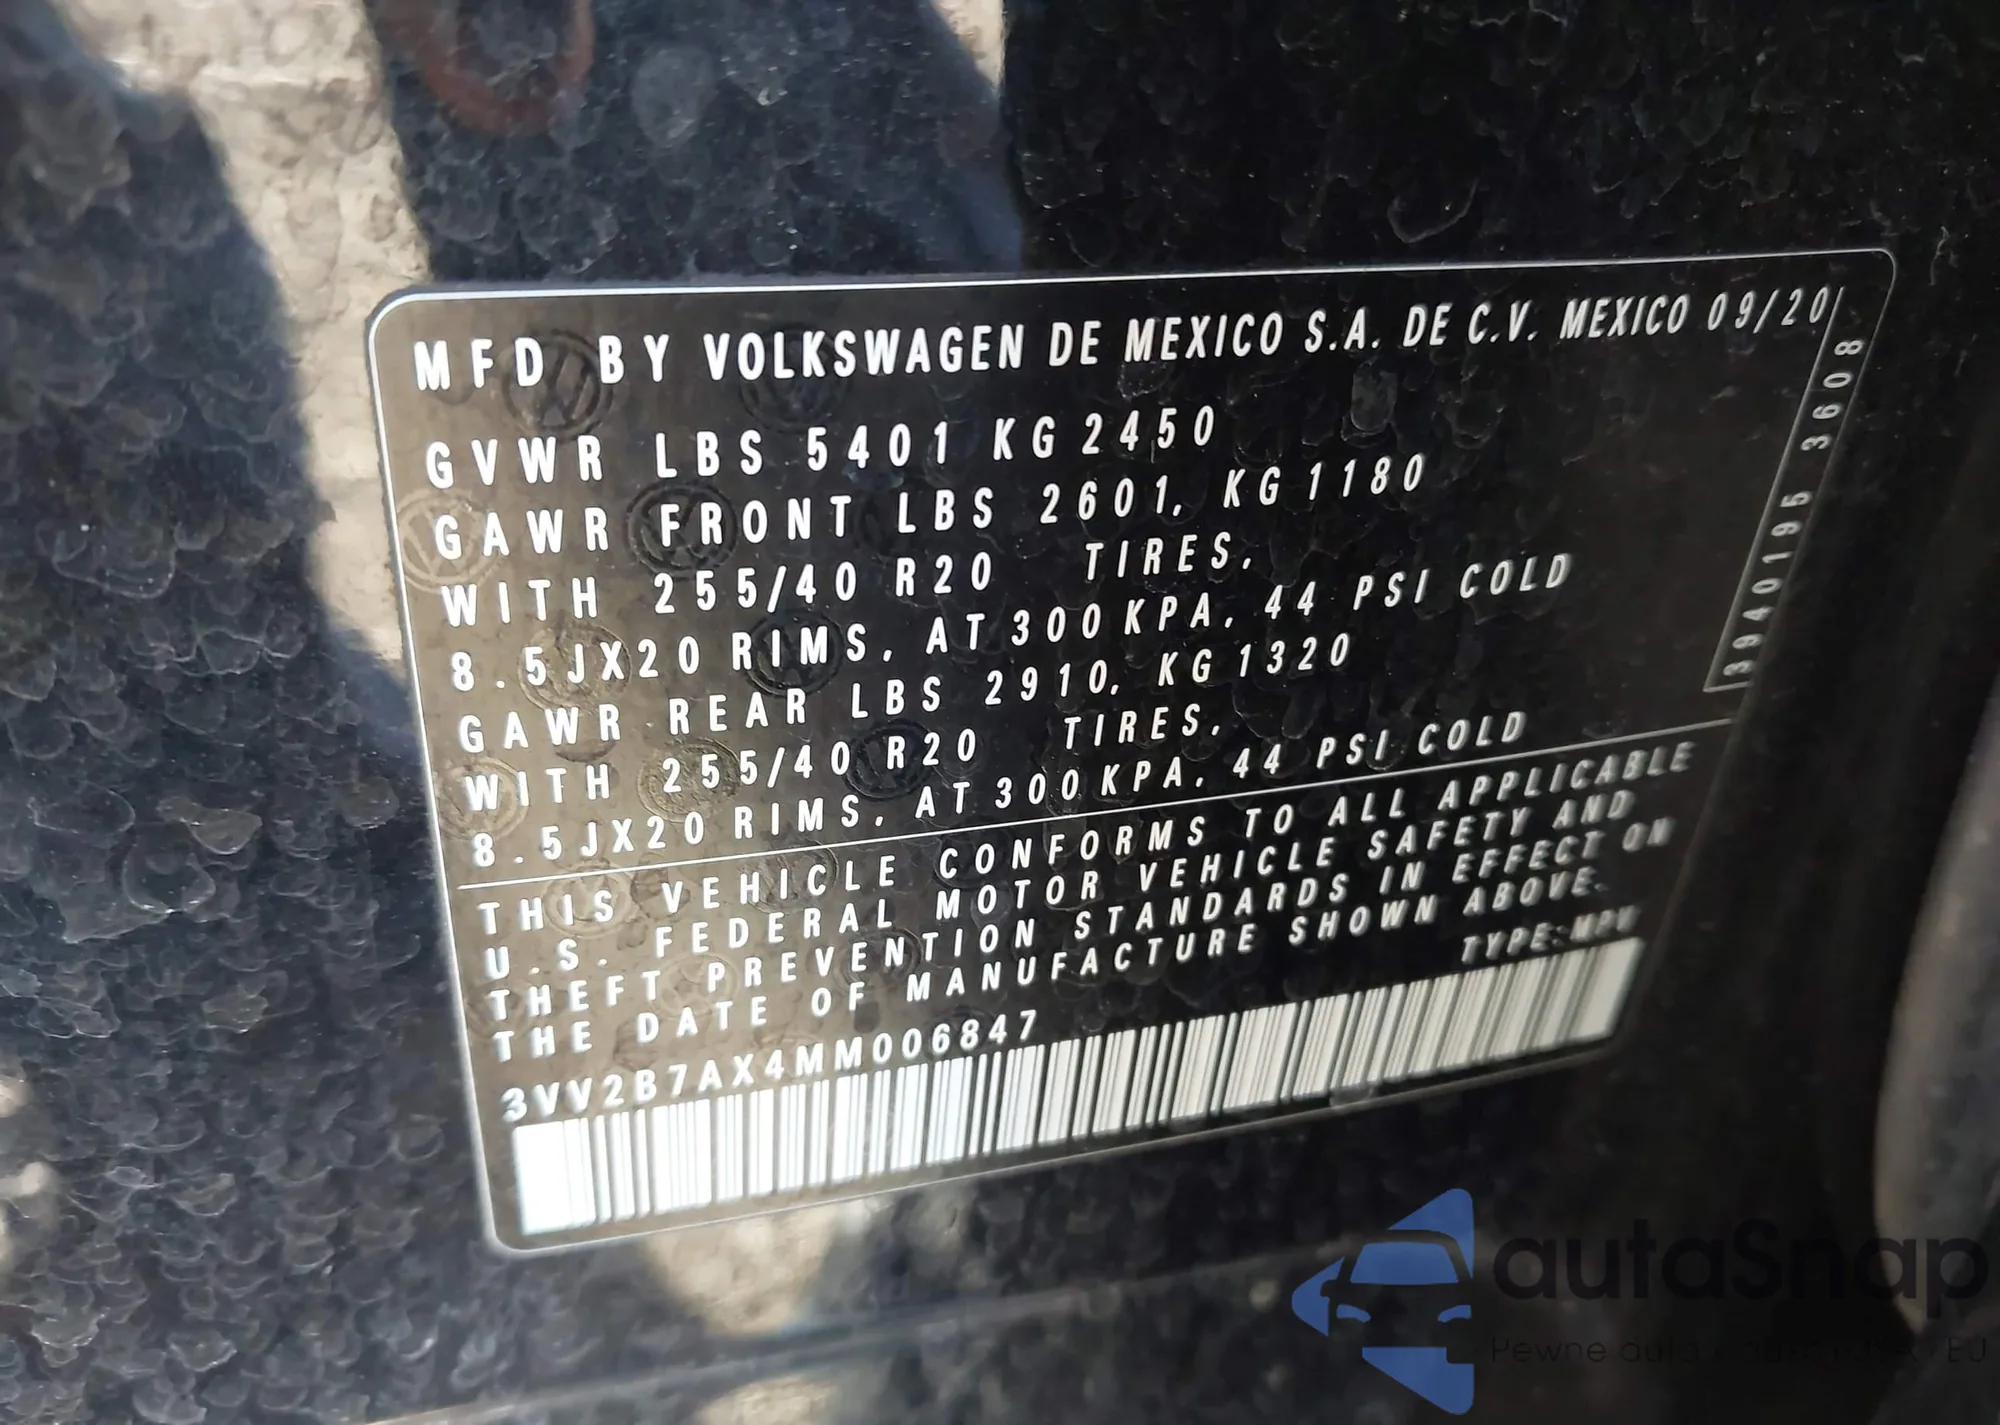 MFD BY VOLKSWAGEN DE MEXICO S.A. DE C.V. MEXICO 09/20
GVWR LBS 5401 KG 2450
GAWR FRONT LBS 2601, KG 1180
WITH 255/40 R20 TIRES,
8.5JX20 RIMS, AT 300 KPA, 44 PSI COLD
GAWR REAR LBS 2910, KG 1320
WITH 255/40 R20 TIRES,
8.5JX20 RIMS, AT 300 KPA, 44 PSI COLD
3940195 3608
THIS VEHICLE CONFORMS TO ALL APPLICABLE
U.S. FEDERAL MOTOR VEHICLE SAFETY AND
THEFT PREVENTION STANDARDS IN EFFECT ON
THE DATE OF MANUFACTURE SHOWN ABOVE.
TYPE: MPV
3VV2B7AX4MM006847
autaSnap
Pewne auta EU